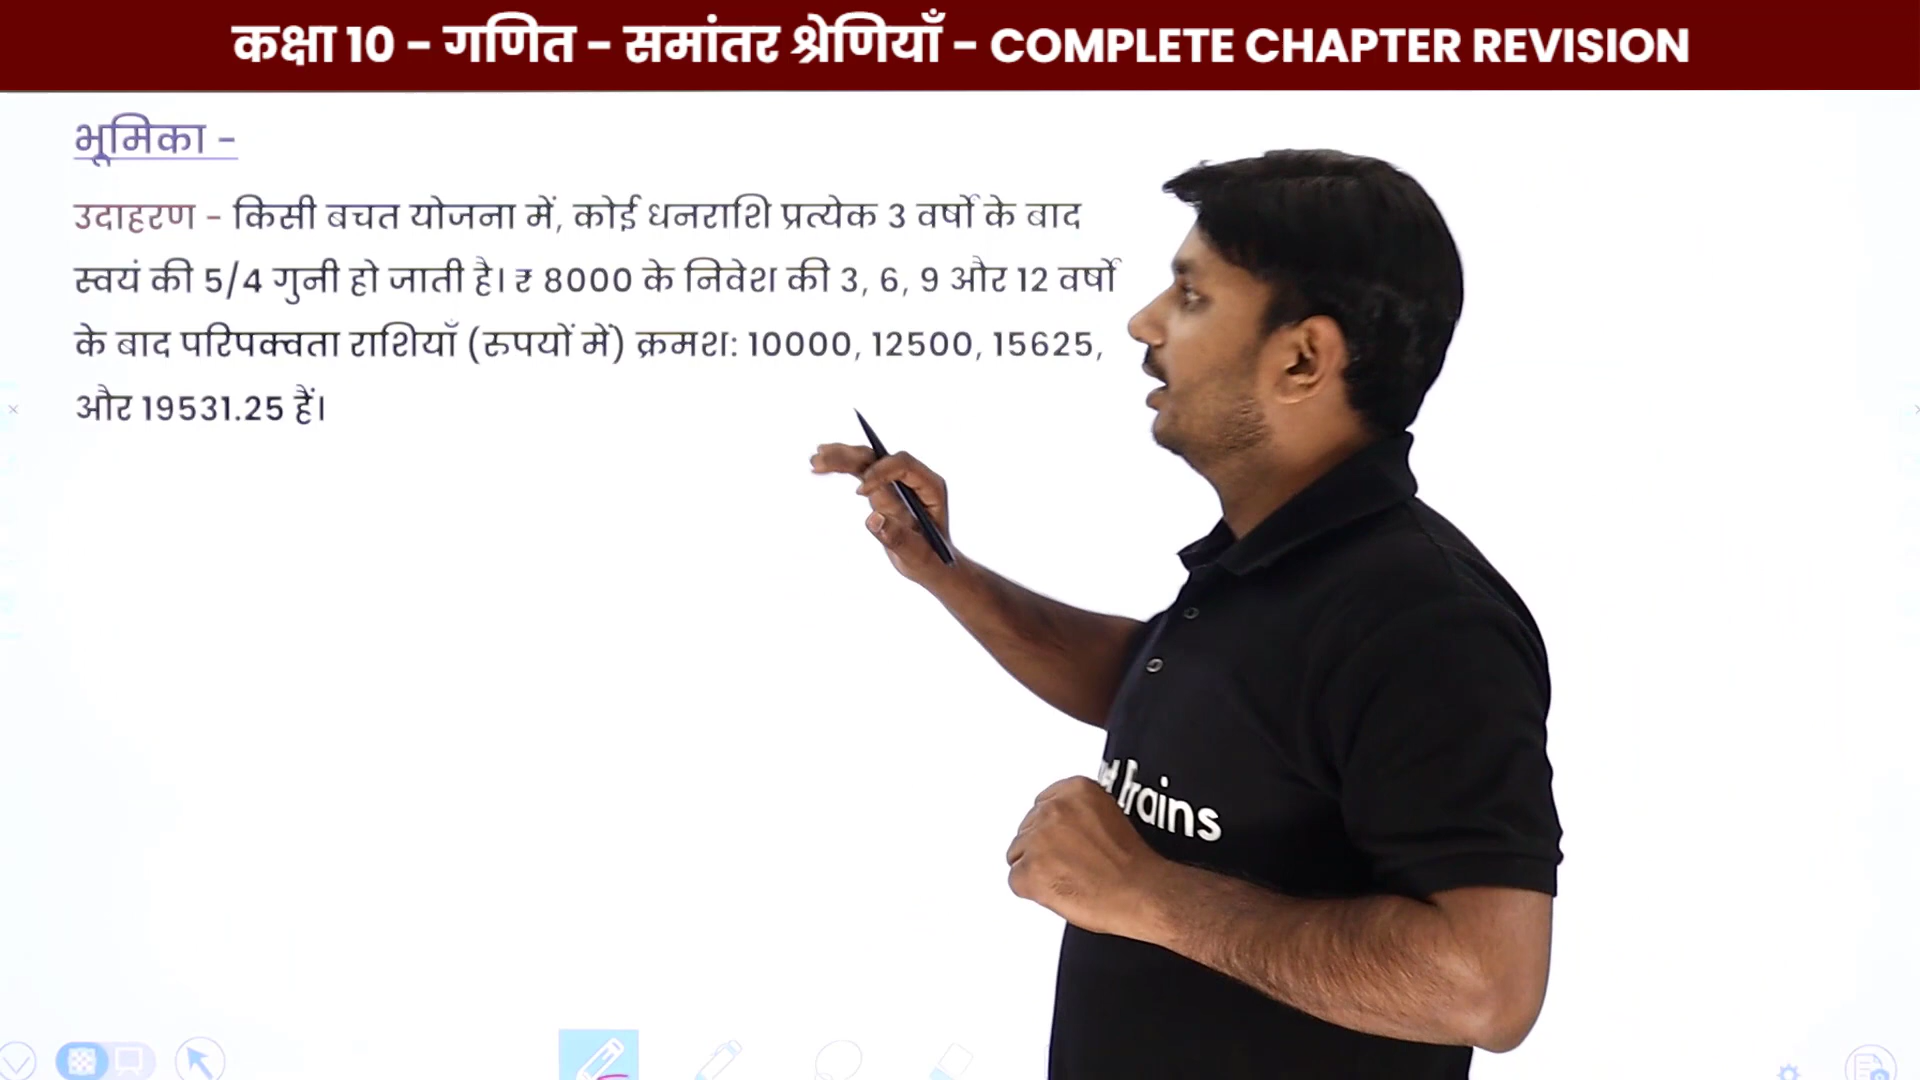 कक्षा 10 - गणित - समांतर श्रेणियाँ - COMPLETE CHAPTER REVISION
भूमिका -
उदाहरण - किसी बचत योजना में, कोई धनराशि प्रत्येक 3 वर्षों के बाद
स्वयं की 5/4 गुनी हो जाती है। ₹ 8000 के निवेश की 3, 6, 9 और 12 वर्षों
के बाद परिपक्वता राशियाँ (रुपयों में) क्रमश: 10000, 12500, 15625,
और 19531.25 हैं।
rains